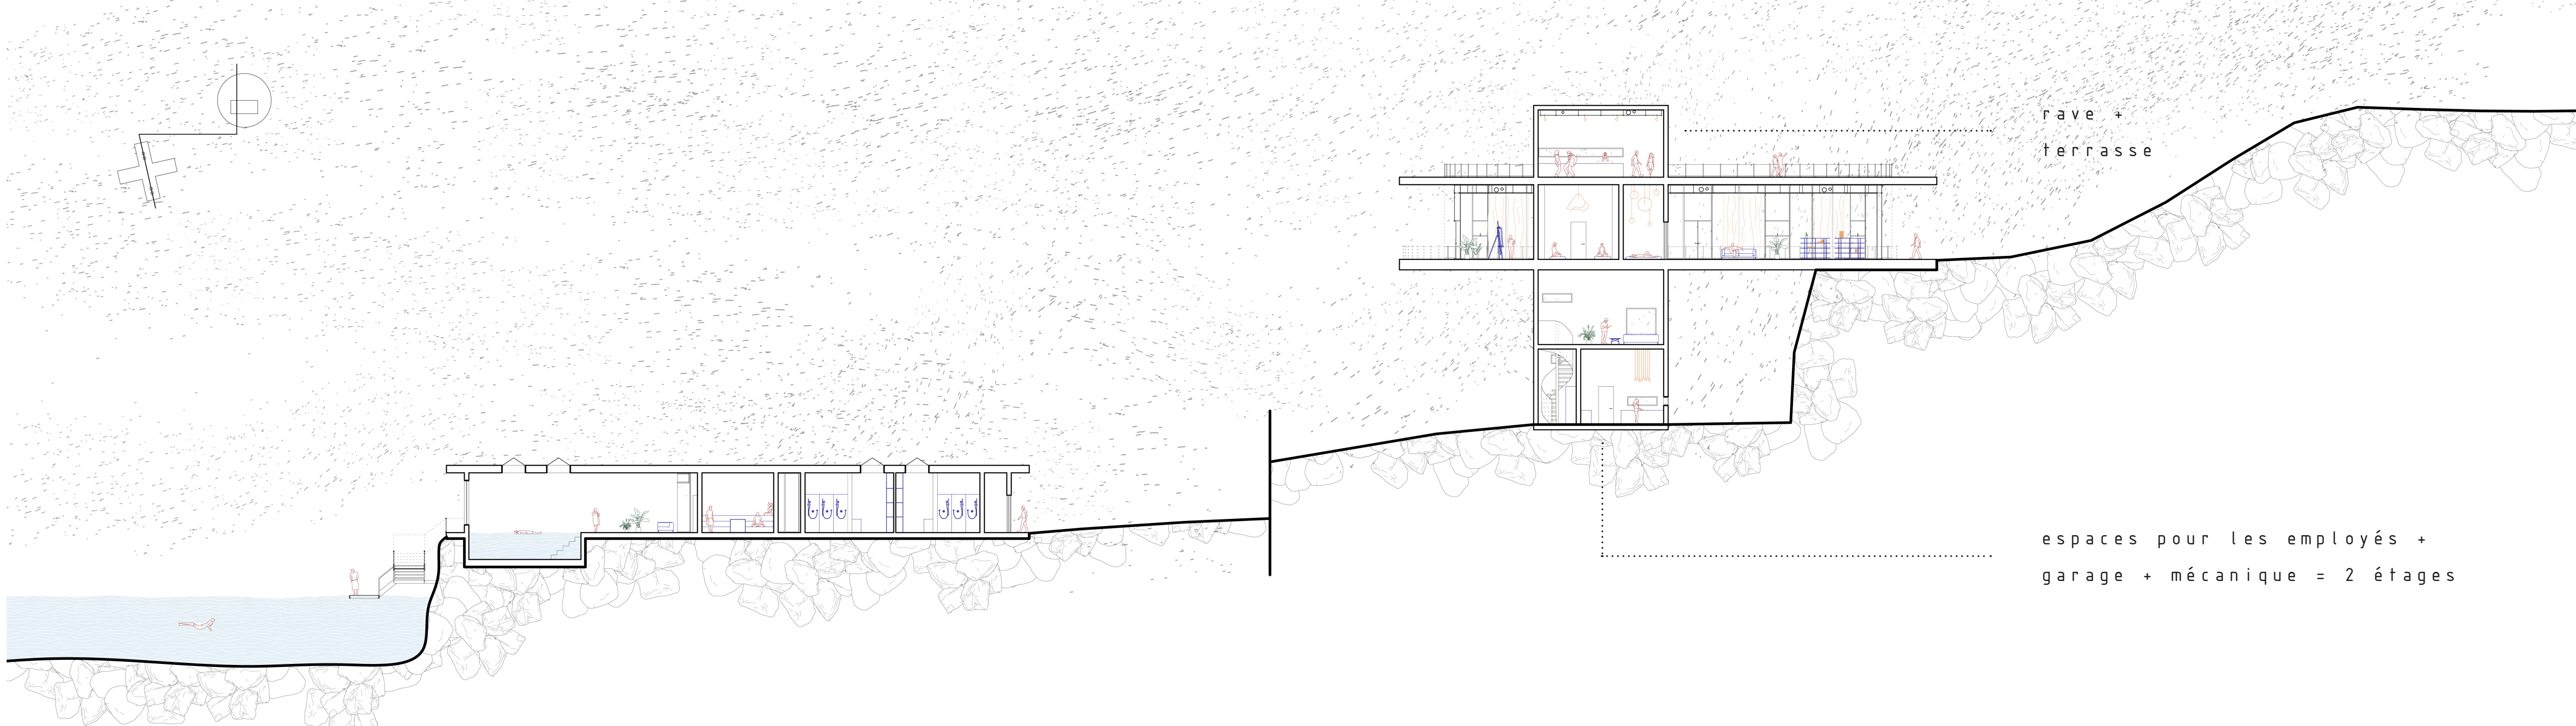 rave +
terrasse
espaces pour les employés +
garage + mécanique = 2 étages